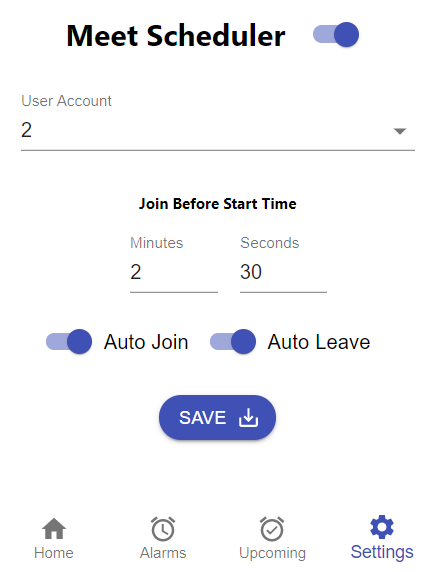 Meet Scheduler
User Account
2
Join Before Start Time
Minutes Seconds
2 30
Auto Join Auto Leave
SAVE
Home Alarms Upcoming Settings